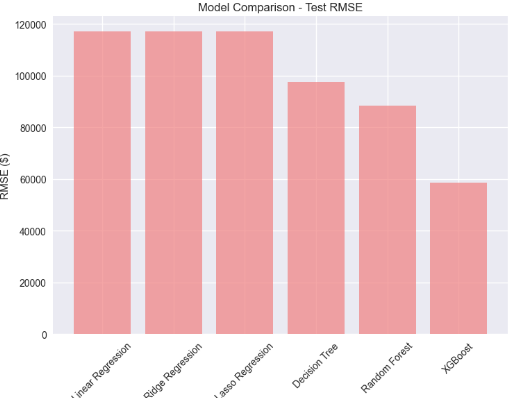 Model Comparison - Test RMSE
RMSE ($)
120000
100000
80000
60000
40000
20000
0
Linear Regression
Ridge Regression
Lasso Regression
Decision Tree
Random Forest
XGBoost